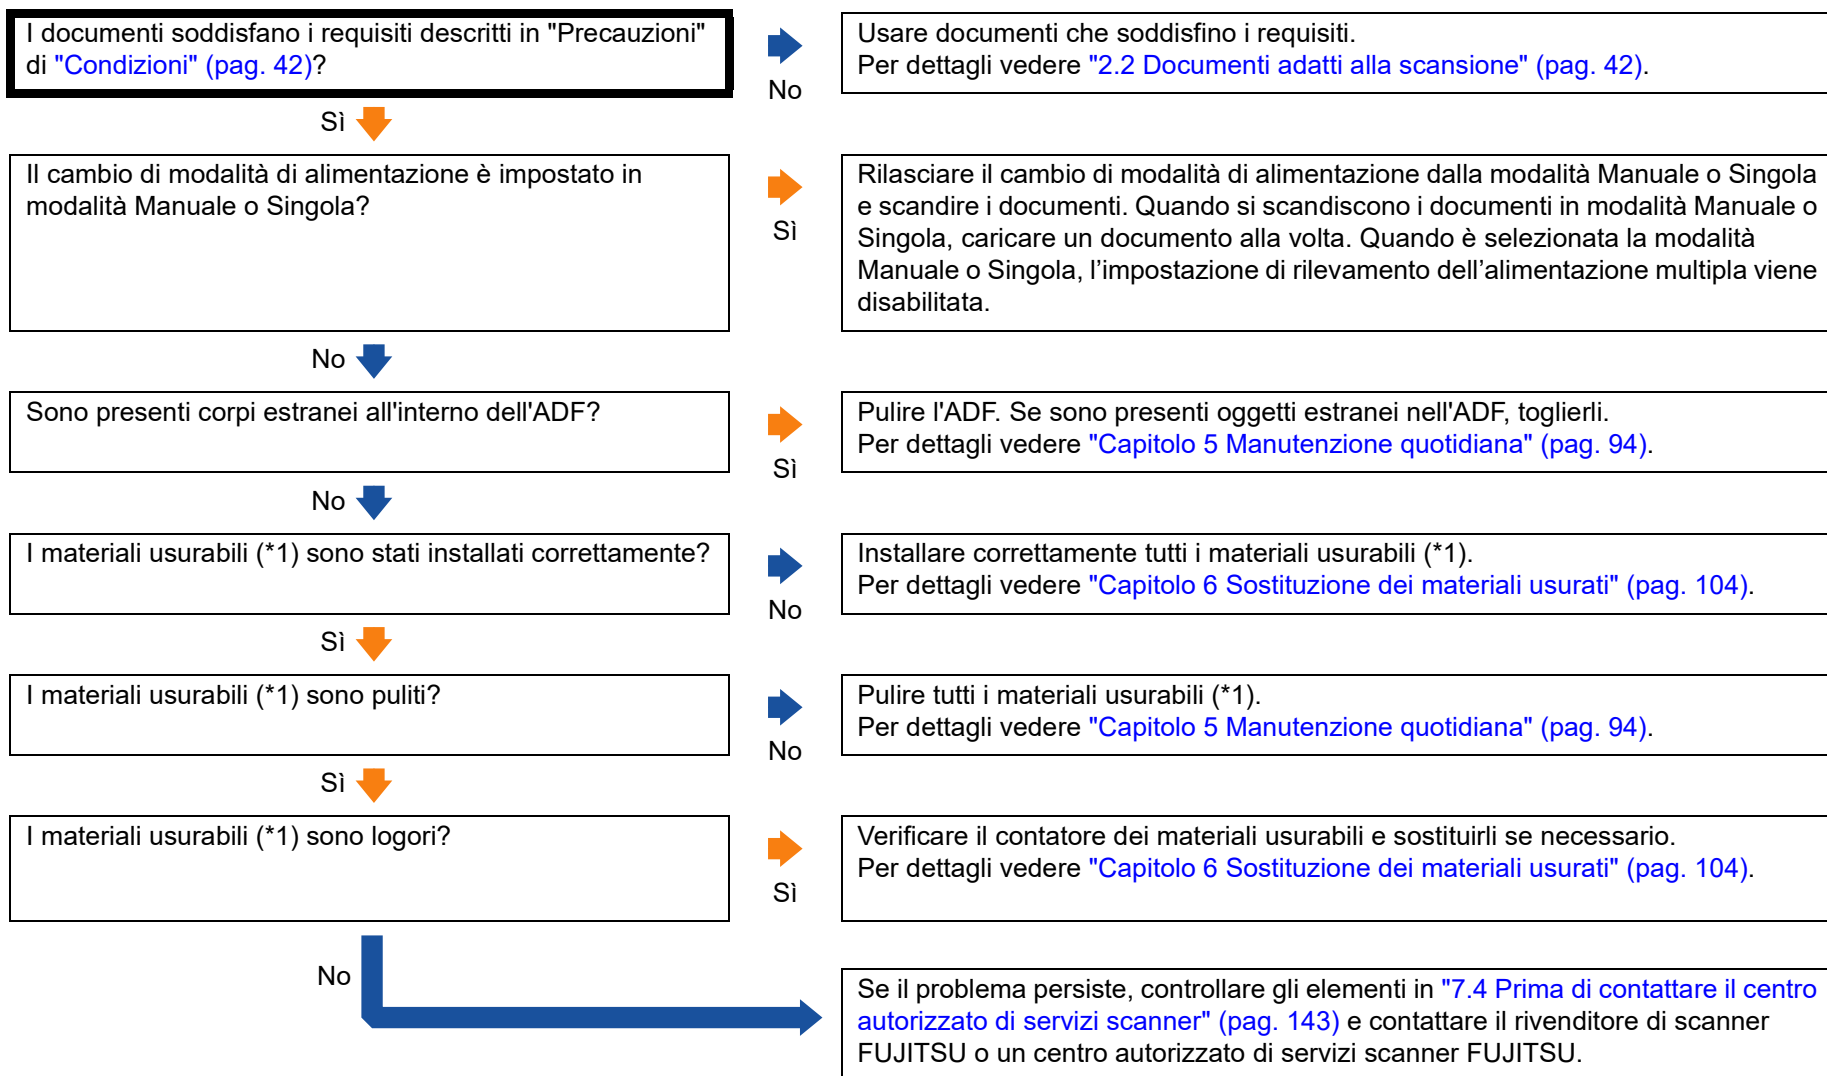 I documenti soddisfano i requisiti descritti in "Precauzioni"
di "Condizioni" (pag. 42)?
No
Usare documenti che soddisfino i requisiti.
Per dettagli vedere "2.2 Documenti adatti alla scansione" (pag. 42).
Sì
Il cambio di modalità di alimentazione è impostato in
modalità Manuale o Singola?
Sì
Rilasciare il cambio di modalità di alimentazione dalla modalità Manuale o Singola
e scandire i documenti. Quando si scandiscono i documenti in modalità Manuale o
Singola, caricare un documento alla volta. Quando è selezionata la modalità
Manuale o Singola, l’impostazione di rilevamento dell’alimentazione multipla viene
disabilitata.
No
Sono presenti corpi estranei all'interno dell'ADF?
Sì
Pulire l'ADF. Se sono presenti oggetti estranei nell'ADF, toglierli.
Per dettagli vedere "Capitolo 5 Manutenzione quotidiana" (pag. 94).
No
I materiali usurabili (*1) sono stati installati correttamente?
No
Installare correttamente tutti i materiali usurabili (*1).
Per dettagli vedere "Capitolo 6 Sostituzione dei materiali usurati" (pag. 104).
Sì
I materiali usurabili (*1) sono puliti?
No
Pulire tutti i materiali usurabili (*1).
Per dettagli vedere "Capitolo 5 Manutenzione quotidiana" (pag. 94).
Sì
I materiali usurabili (*1) sono logori?
Sì
Verificare il contatore dei materiali usurabili e sostituirli se necessario.
Per dettagli vedere "Capitolo 6 Sostituzione dei materiali usurati" (pag. 104).
No
Se il problema persiste, controllare gli elementi in "7.4 Prima di contattare il centro
autorizzato di servizi scanner" (pag. 143) e contattare il rivenditore di scanner
FUJITSU o un centro autorizzato di servizi scanner FUJITSU.